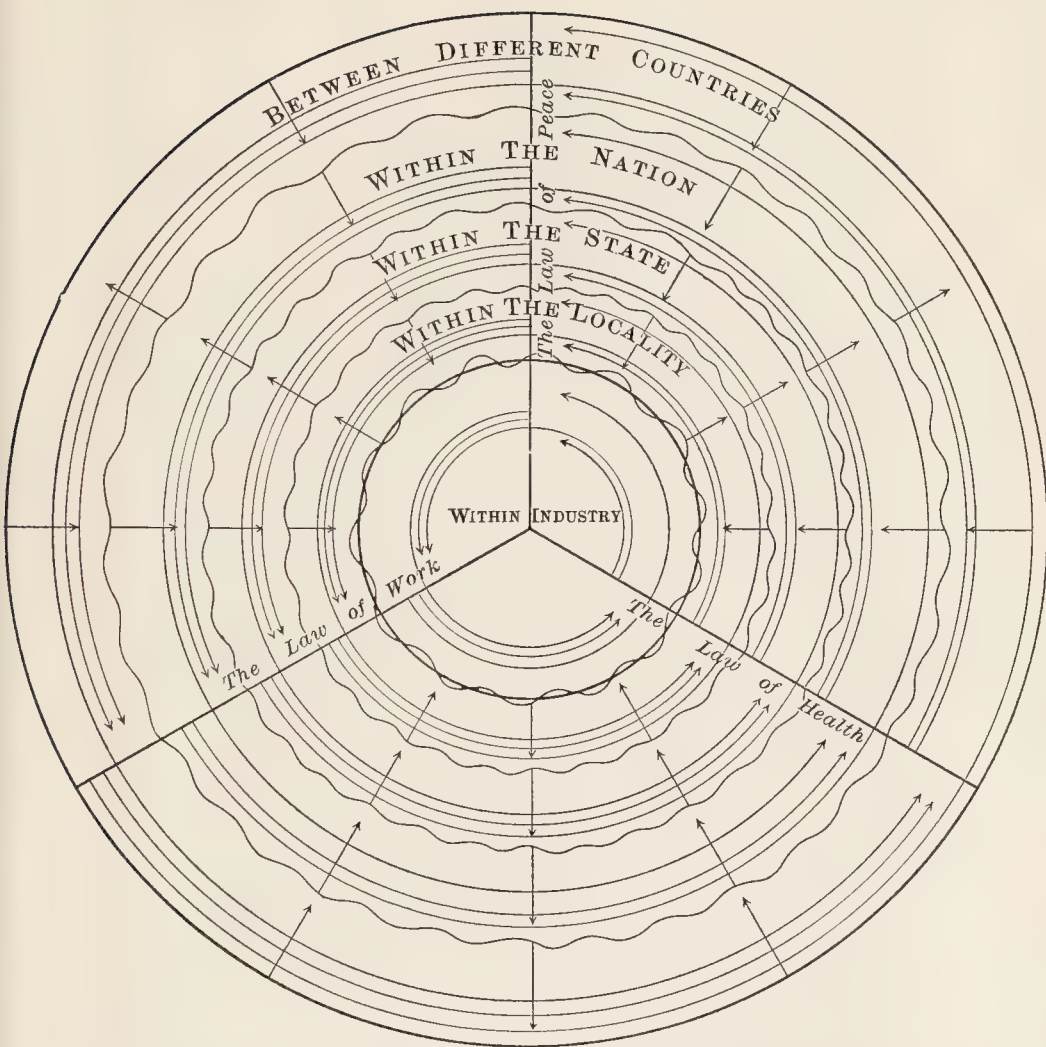 BETWEEN DIFFERENT COUNTRIES
WITHIN THE NATION
WITHIN THE STATE
WITHIN THE LOCALITY
WITHIN INDUSTRY
The Law of Peace
The Law of Work
The Law of Health